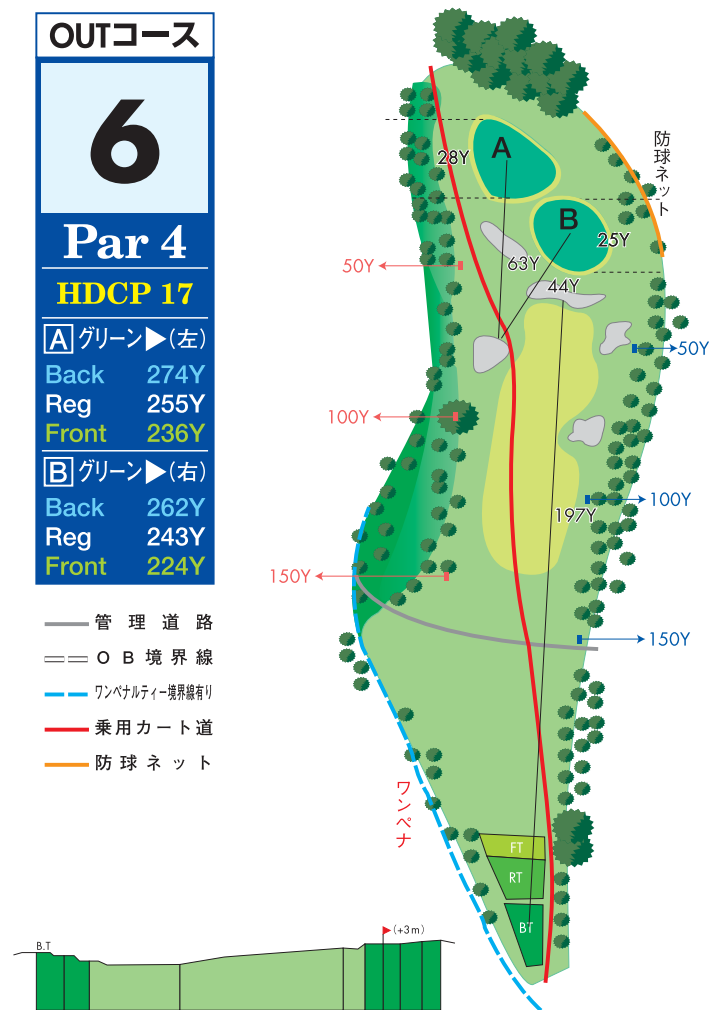 OUTコース
6
Par 4
HDCP 17
A グリーン▶(左)
Back 274Y
Reg 255Y
Front 236Y
B グリーン▶(右)
Back 262Y
Reg 243Y
Front 224Y
管理道路
OB境界線
ワンペナルティー境界線有り
乗用カート道
防球ネット
防球ネット
A
28Y
B
25Y
63Y
44Y
50Y
50Y
100Y
100Y
197Y
150Y
150Y
ワンペナ
FT
RT
BT
B.T
(+3m)